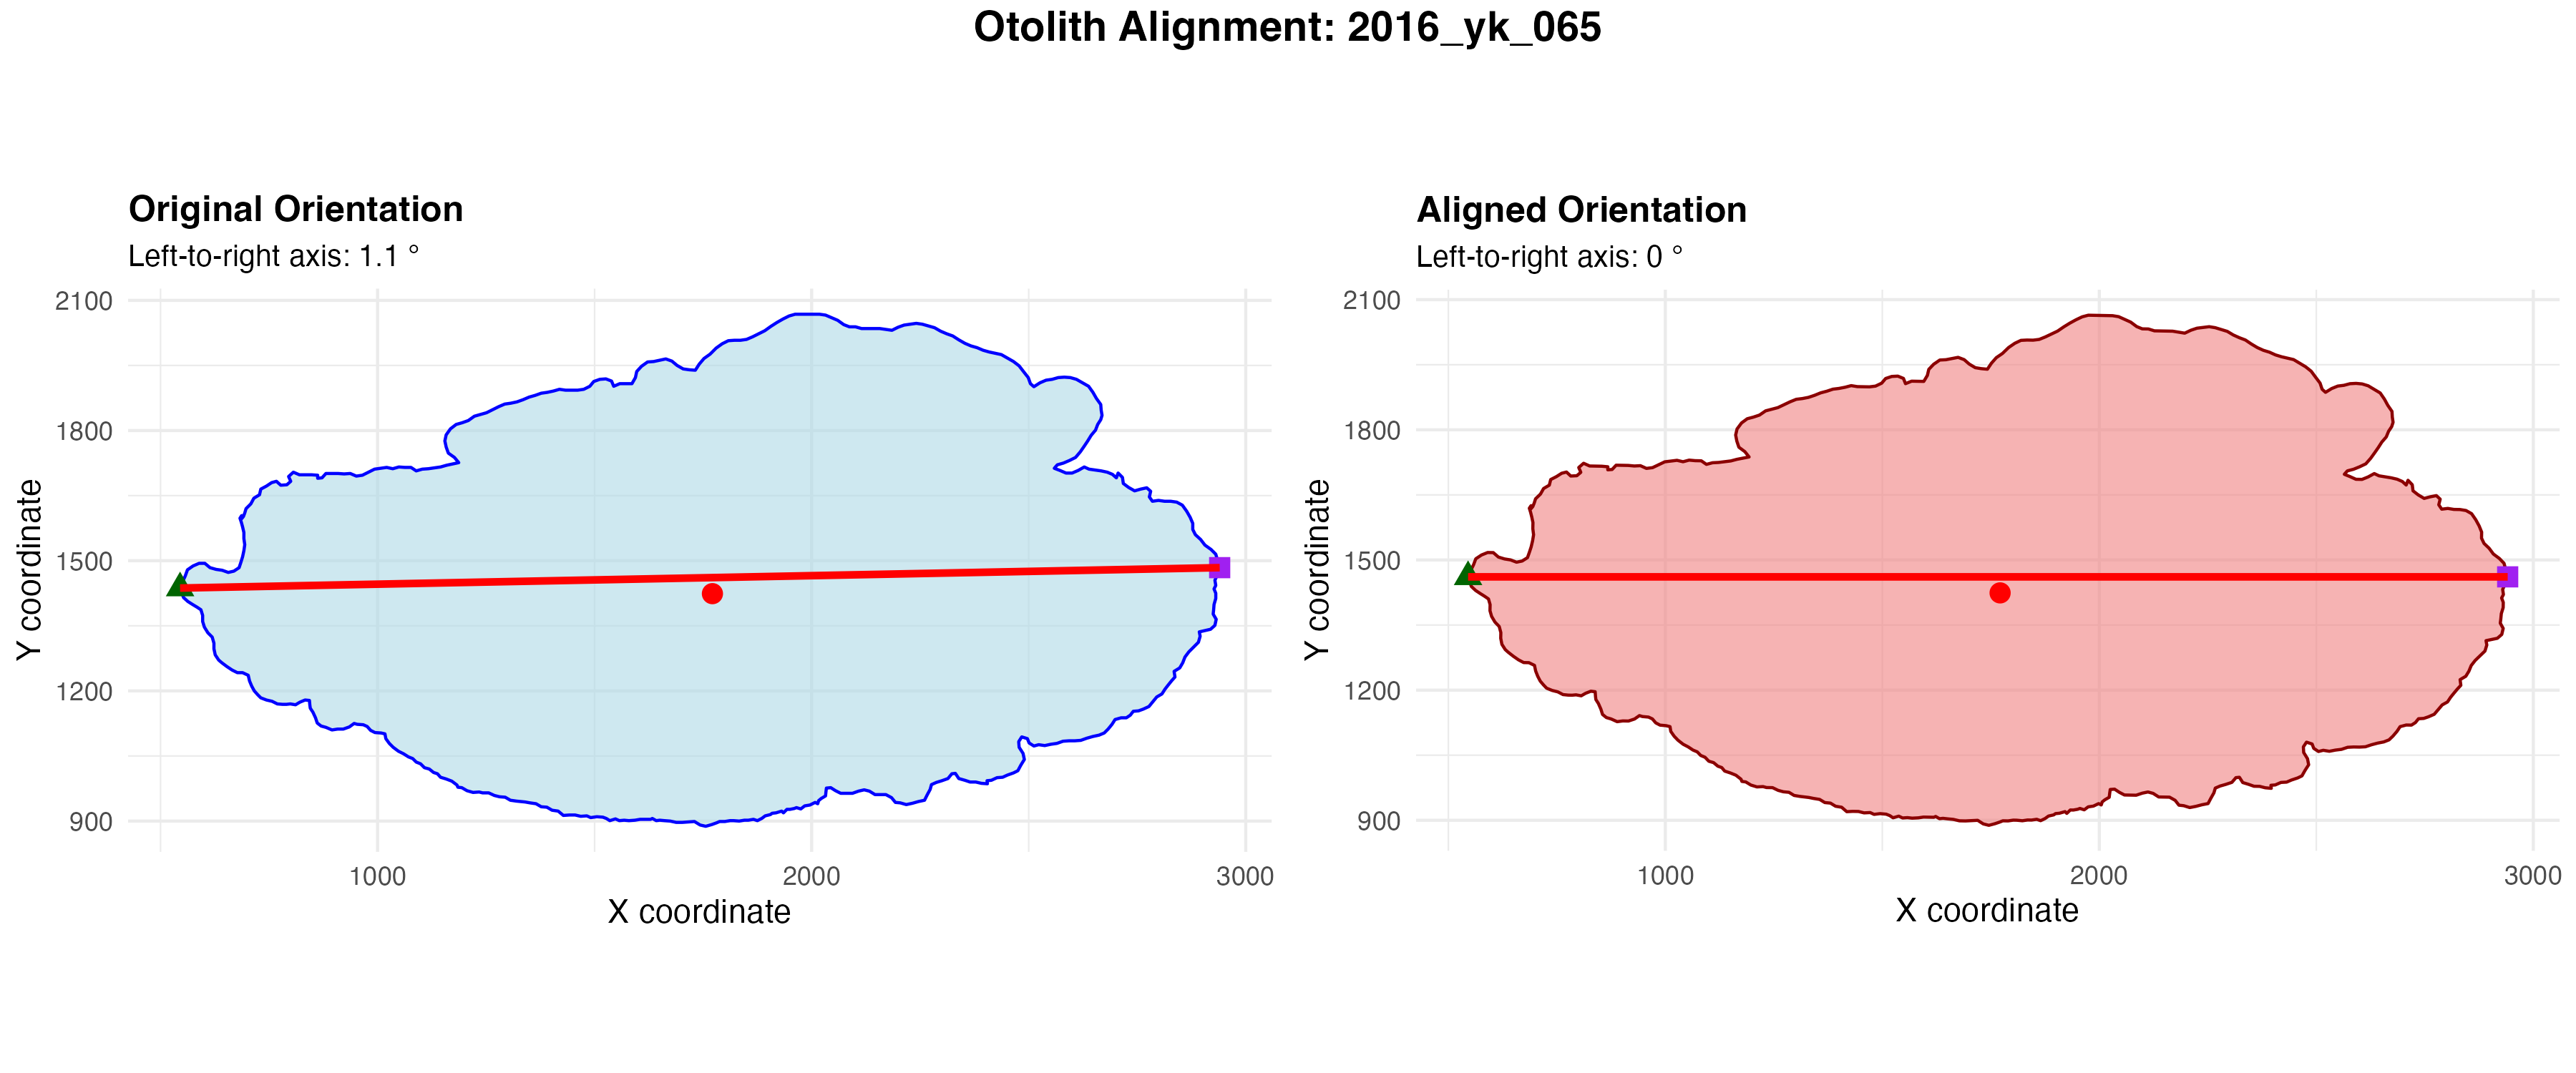 Otolith Alignment: 2016_yk_065
Original Orientation
Left-to-right axis: 1.1 °
2100
1800
1500
1200
900
Y coordinate
1000
2000
3000
X coordinate
Aligned Orientation
Left-to-right axis: 0 °
2100
1800
1500
1200
900
Y coordinate
1000
2000
3000
X coordinate